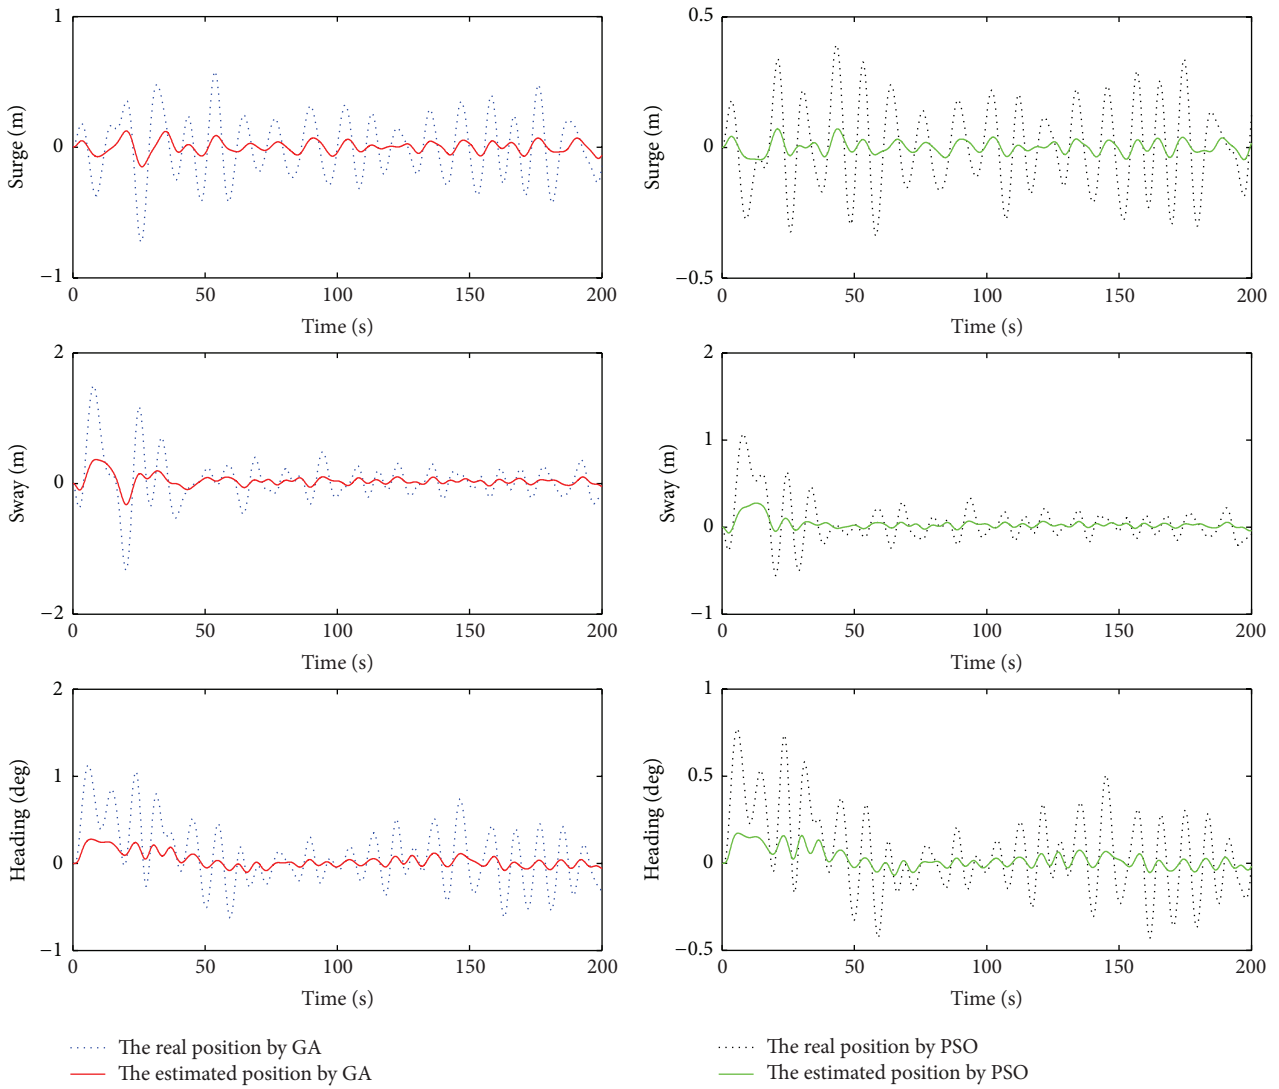 1
0
−1
Surge (m)
0 50 100 150 200
Time (s)
0.5
0
−0.5
Surge (m)
0 50 100 150 200
Time (s)
2
0
−2
Sway (m)
0 50 100 150 200
Time (s)
2
1
0
−1
Sway (m)
0 50 100 150 200
Time (s)
2
1
0
−1
Heading (deg)
0 50 100 150 200
Time (s)
1
0.5
0
−0.5
Heading (deg)
0 50 100 150 200
Time (s)
The real position by GA
The estimated position by GA
The real position by PSO
The estimated position by PSO